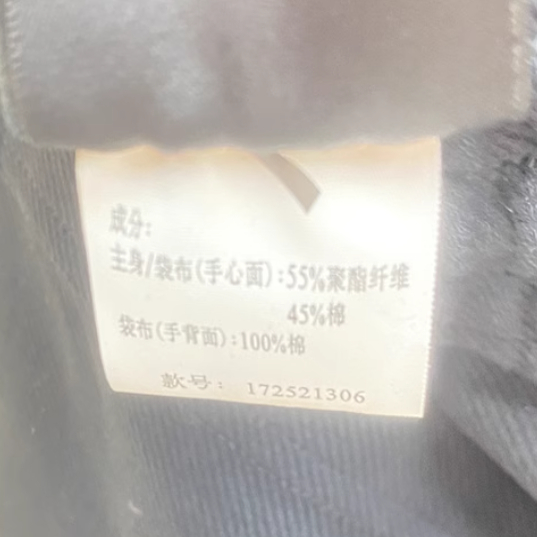 成分:
主身/袋布(手心面):55%聚酯纤维
45%棉
袋布(手背面):100%棉
款号: 172521306